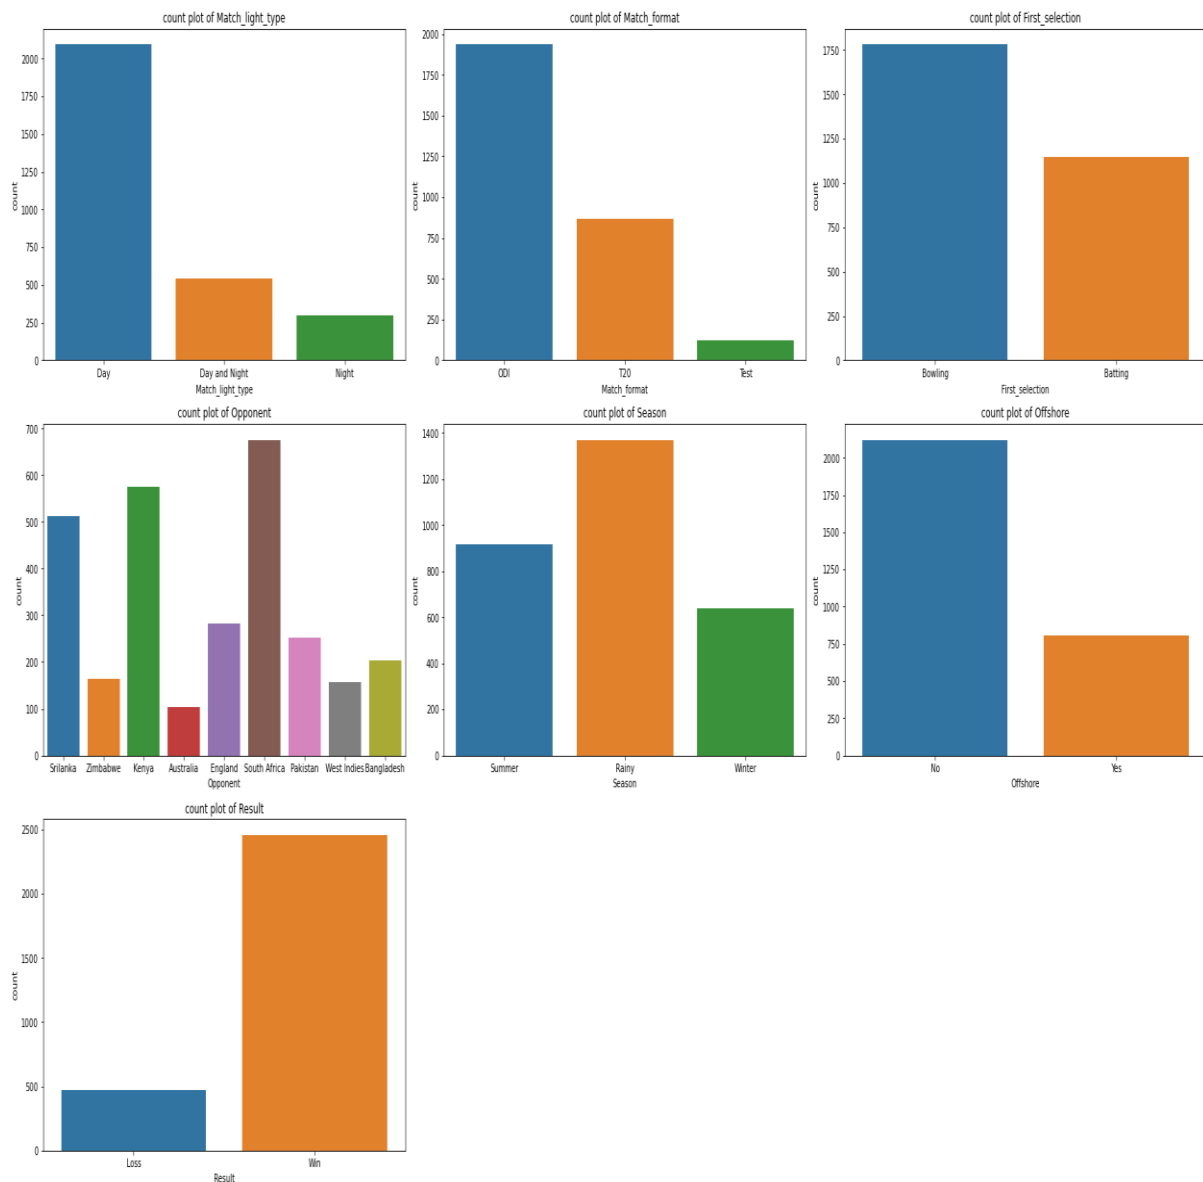 count plot of Match_light_type
count
2000
1750
1500
1250
1000
750
500
250
0
Day
Day and Night
Night
Match_light_type
count plot of Match_format
count
2000
1750
1500
1250
1000
750
500
250
0
ODI
T20
Test
Match_format
count plot of First_selection
count
1750
1500
1250
1000
750
500
250
0
Bowling
Batting
First_selection
count plot of Opponent
count
700
600
500
400
300
200
100
0
Srilanka
Zimbabwe
Kenya
Australia
England
South Africa
Pakistan
West Indies
Bangladesh
Opponent
count plot of Season
count
1400
1200
1000
800
600
400
200
0
Summer
Rainy
Winter
Season
count plot of Offshore
count
2000
1750
1500
1250
1000
750
500
250
0
No
Yes
Offshore
count plot of Result
count
2500
2000
1500
1000
500
0
Loss
Win
Result